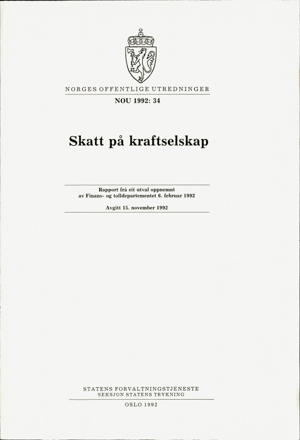 NORGES OFFENTLIGE UTREDNINGER
NOU 1992: 34
Skatt på kraftselskap
Rapport frå eit utval oppnemnt
av Finans- og tolldepartementet 6. februar 1992
Avgitt 15. november 1992
STATENS FORVALTNINGSTJENESTE
SEKSJON STATENS TRYKNING
OSLO 1992